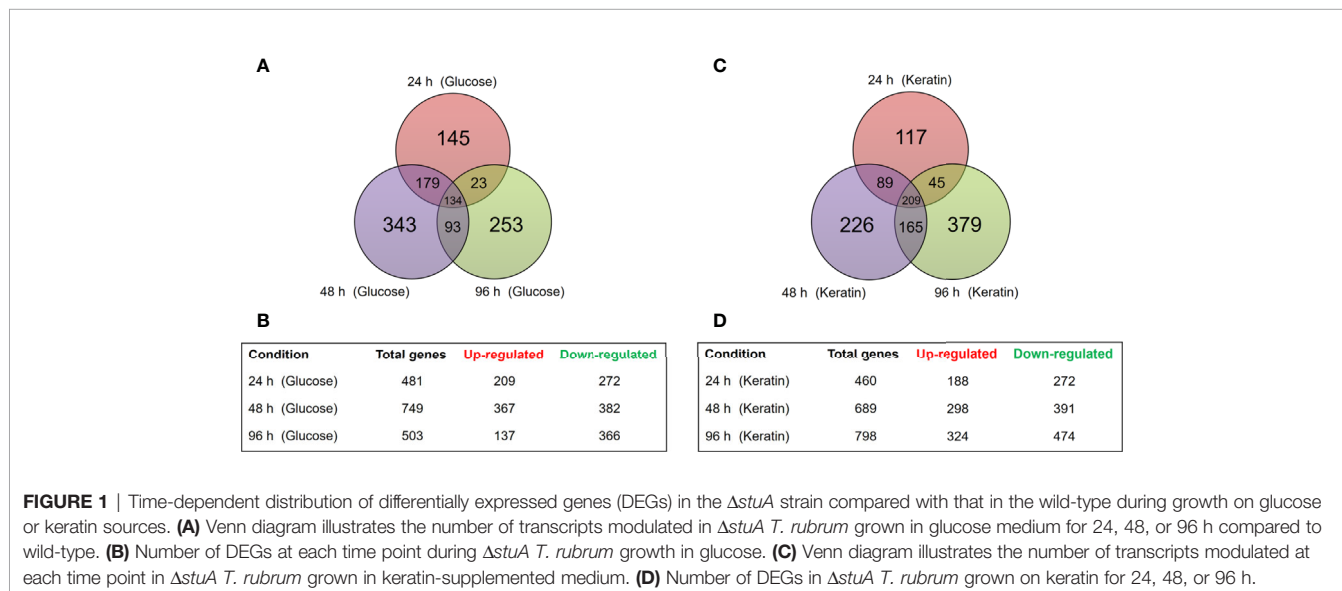 A
24 h (Glucose)
145
179
23
134
343
93
253
48 h (Glucose)
96 h (Glucose)
B
Condition Total genes Up-regulated Down-regulated
24 h (Glucose) 481 209 272
48 h (Glucose) 749 367 382
96 h (Glucose) 503 137 366
C
24 h (Keratin)
117
89
45
209
226
165
379
48 h (Keratin)
96 h (Keratin)
D
Condition Total genes Up-regulated Down-regulated
24 h (Keratin) 460 188 272
48 h (Keratin) 689 298 391
96 h (Keratin) 798 324 474
FIGURE 1 | Time-dependent distribution of differentially expressed genes (DEGs) in the ΔstuA strain compared with that in the wild-type during growth on glucose
or keratin sources. (A) Venn diagram illustrates the number of transcripts modulated in ΔstuA T. rubrum grown in glucose medium for 24, 48, or 96 h compared to
wild-type. (B) Number of DEGs at each time point during ΔstuA T. rubrum growth in glucose. (C) Venn diagram illustrates the number of transcripts modulated at
each time point in ΔstuA T. rubrum grown in keratin-supplemented medium. (D) Number of DEGs in ΔstuA T. rubrum grown on keratin for 24, 48, or 96 h.